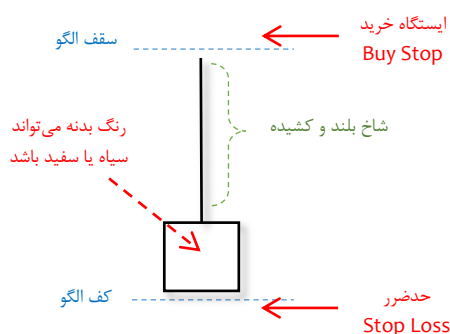 ایستگاه خرید
Buy Stop
سقف الگو
شاخ بلند و کشیده
رنگ بدنه می‌تواند
سیاه یا سفید
باشد
کف الگو
حدضرر
Stop Loss